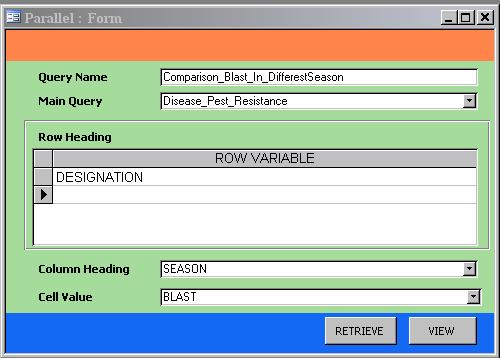 Parallel : Form
Query Name Comparison_Blast_In_DifferestSeason
Main Query Disease_Pest_Resistance
Row Heading
ROW VARIABLE
DESIGNATION
Column Heading SEASON
Cell Value BLAST
RETRIEVE VIEW